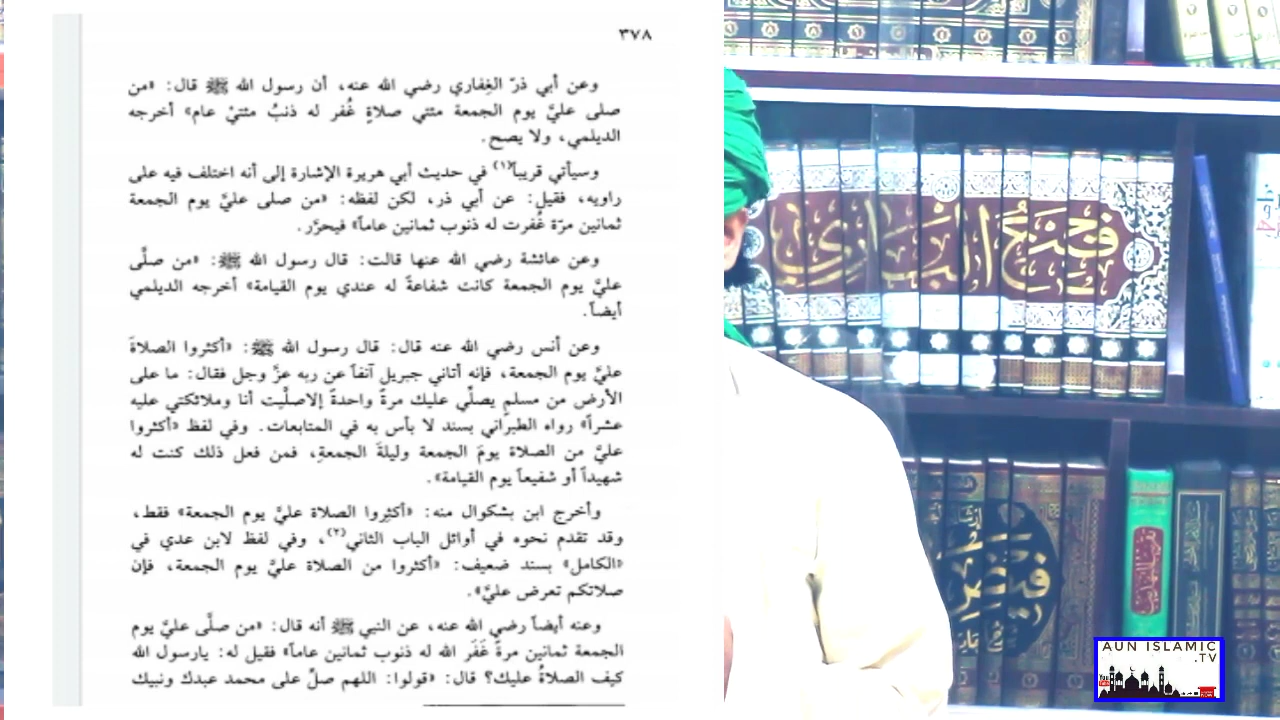 ٣٧٨
وعن أبي ذرّ الغِفاري رضي الله عنه، أن رسول الله ﷺ قال: «من
صلى عليَّ يوم الجمعة مئتي صلاةٍ غُفر له ذنبُ مئتيْ عام» أخرجه
الديلمي، ولا يصح.
وسيأتي قريباً(١) في حديث أبي هريرة الإشارة إلى أنه اختلف فيه على
راويه، فقيل: عن أبي ذر، لكن لفظه: «من صلى عليَّ يوم الجمعة
ثمانين مرّة غُفرت له ذنوب ثمانين عاماً» فيحرَّر.
وعن عائشة رضي الله عنها قالت: قال رسول الله ﷺ: «من صلَّى
عليَّ يوم الجمعة كانت شفاعةً له عندي يوم القيامة» أخرجه الديلمي
أيضاً.
وعن أنس رضي الله عنه قال: قال رسول الله ﷺ: «أكثروا الصلاةَ
عليَّ يوم الجمعة، فإنه أتاني جبريل آنفاً عن ربه عزَّ وجل فقال: ما على
الأرض من مسلم يصلِّي عليك مرةً واحدةً إلاصلَّيت أنا وملائكتي عليه
عشراً» رواه الطبراني بسند لا بأس به في المتابعات. وفي لفظ «أكثروا
عليَّ من الصلاة يومَ الجمعة وليلةَ الجمعةِ، فمن فعل ذلك كنت له
شهيداً أو شفيعاً يوم القيامة».
وأخرج ابن بشكوال منه: «أكثِروا الصلاة عليَّ يوم الجمعة» فقط،
وقد تقدم نحوه في أوائل الباب الثاني(٢)، وفي لفظ لابن عدي في
«الكامل» بسند ضعيف: «أكثروا من الصلاة عليَّ يوم الجمعة، فإن
صلاتكم تعرض عليَّ».
وعنه أيضاً رضي الله عنه، عن النبي ﷺ أنه قال: «من صلَّى عليَّ يوم
الجمعة ثمانين مرةً غَفَر الله له ذنوب ثمانين عاماً» فقيل له: يارسول الله
كيف الصلاةُ عليك؟ قال: «قولوا: اللهم صلِّ على محمد عبدك ونبيك
فتح الباري
AUN ISLAMIC
.TV